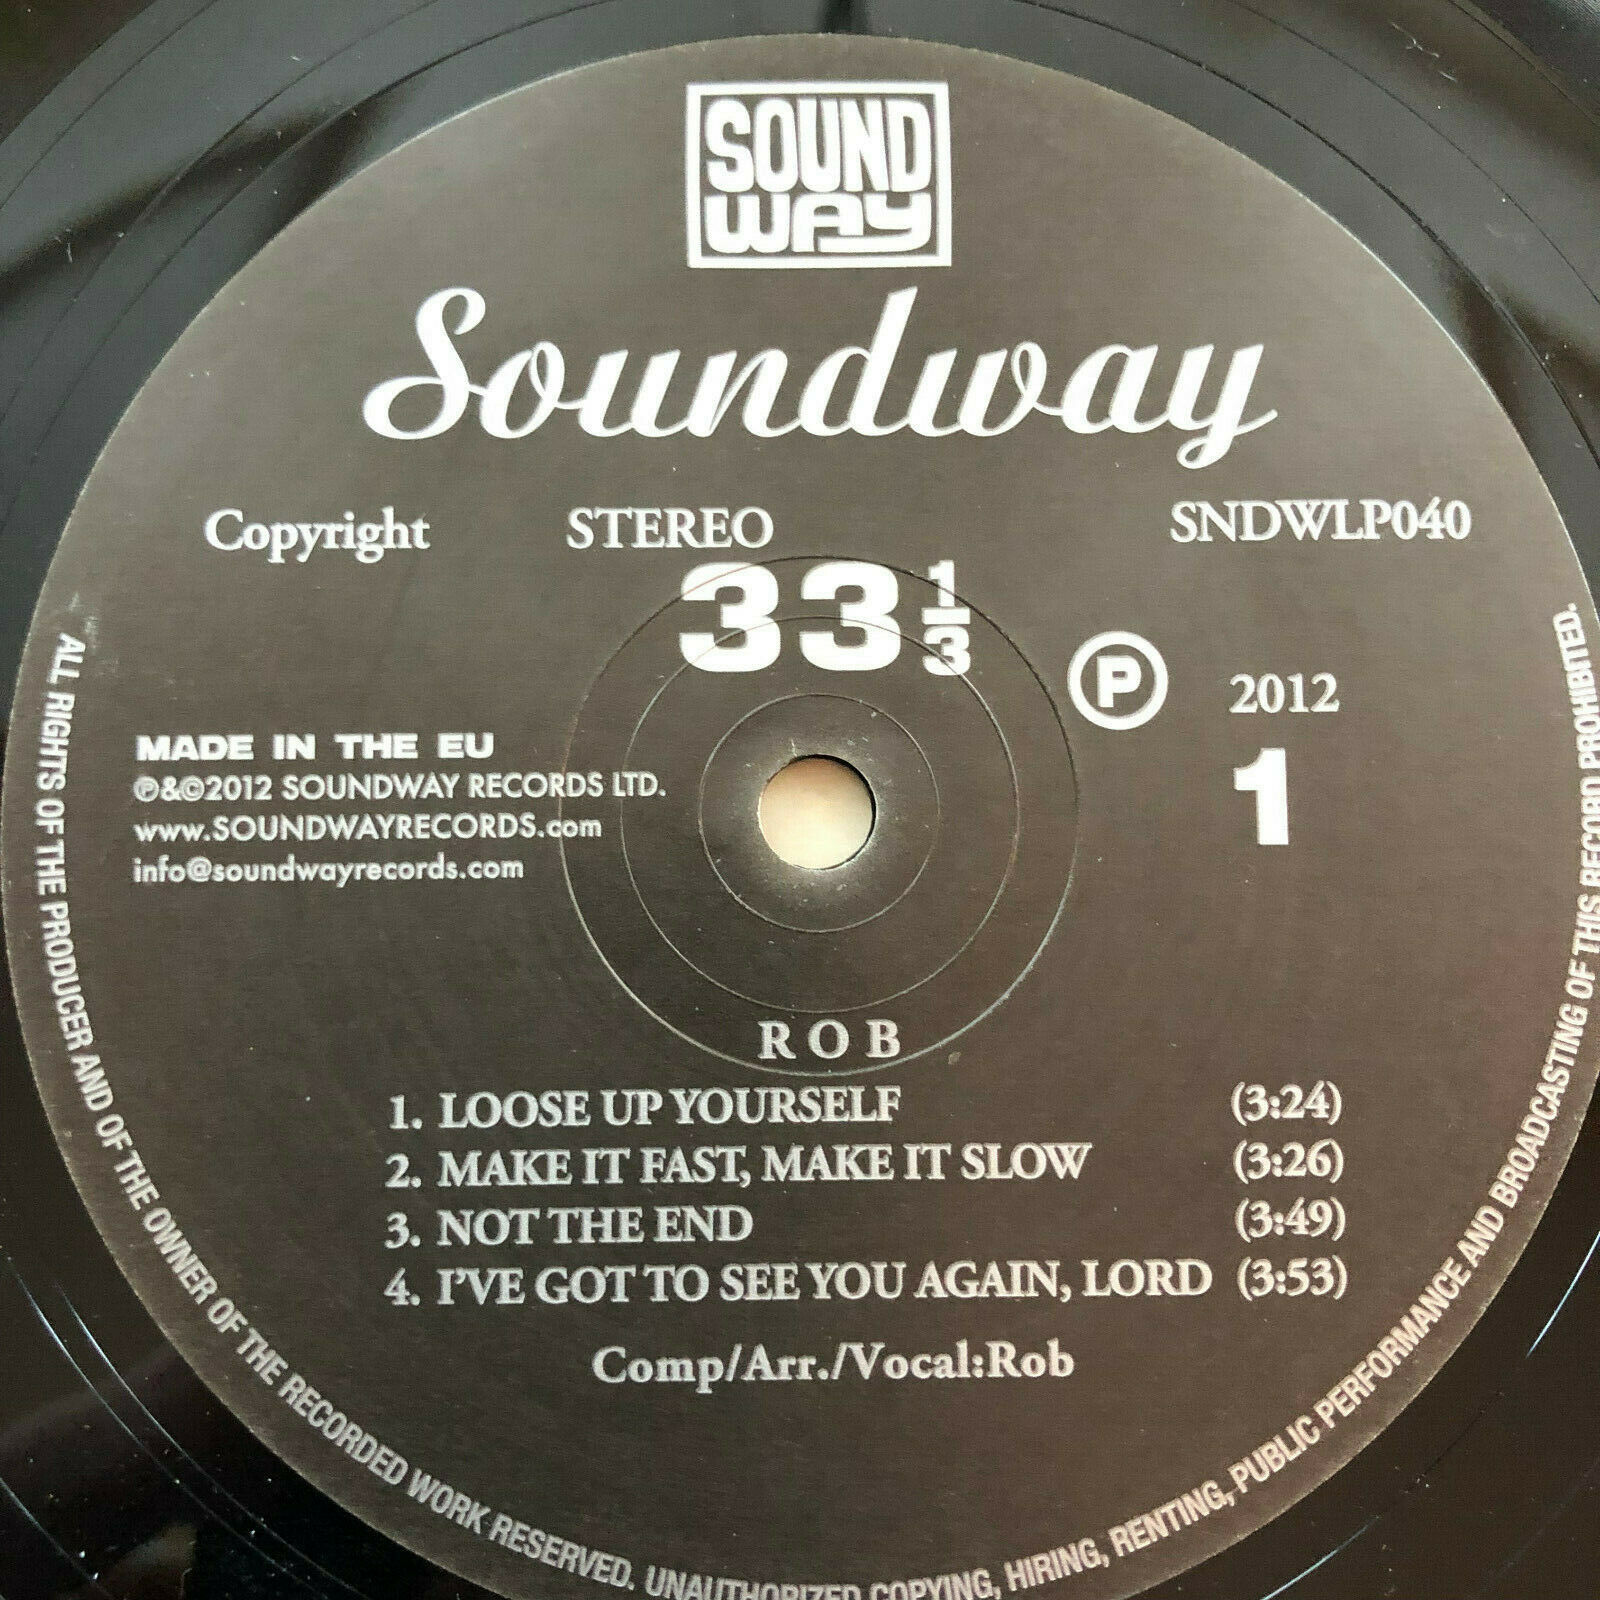 SOUND
WAY
Soundway
Copyright STEREO SNDWLP040
33 1/3
Ⓟ 2012
1
MADE IN THE EU
℗&©2012 SOUNDWAY RECORDS LTD.
www.SOUNDWAYRECORDS.com
info@soundwayrecords.com
ROB
1. LOOSE UP YOURSELF (3:24)
2. MAKE IT FAST, MAKE IT SLOW (3:26)
3. NOT THE END (3:49)
4. I'VE GOT TO SEE YOU AGAIN, LORD (3:53)
Comp/Arr./Vocal:Rob
ALL RIGHTS OF THE PRODUCER AND OF THE OWNER OF THE RECORDED WORK RESERVED. UNAUTHORIZED COPYING, HIRING, RENTING, PUBLIC PERFORMANCE AND BROADCASTING OF THIS RECORD PROHIBITED.